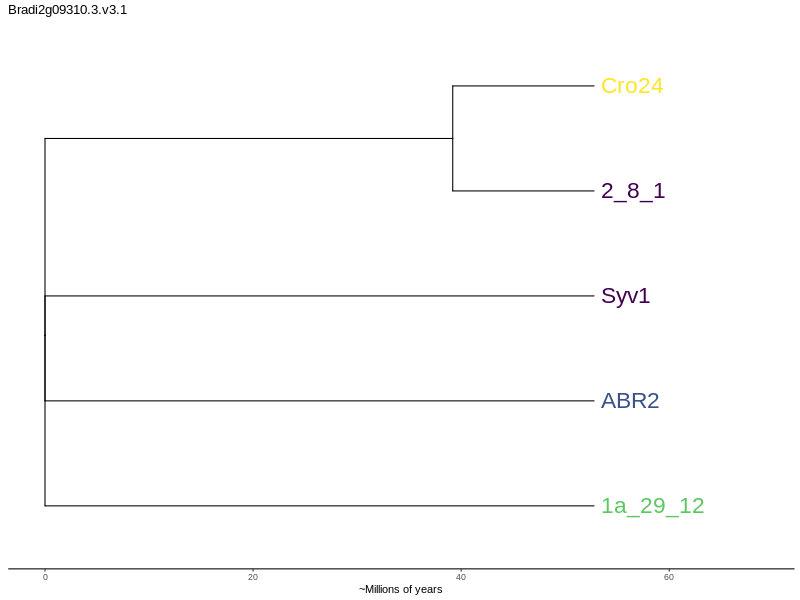 Bradi2g09310.3.v3.1
Cro24
2_8_1
Syv1
ABR2
1a_29_12
0 20 40 60
~Millions of years